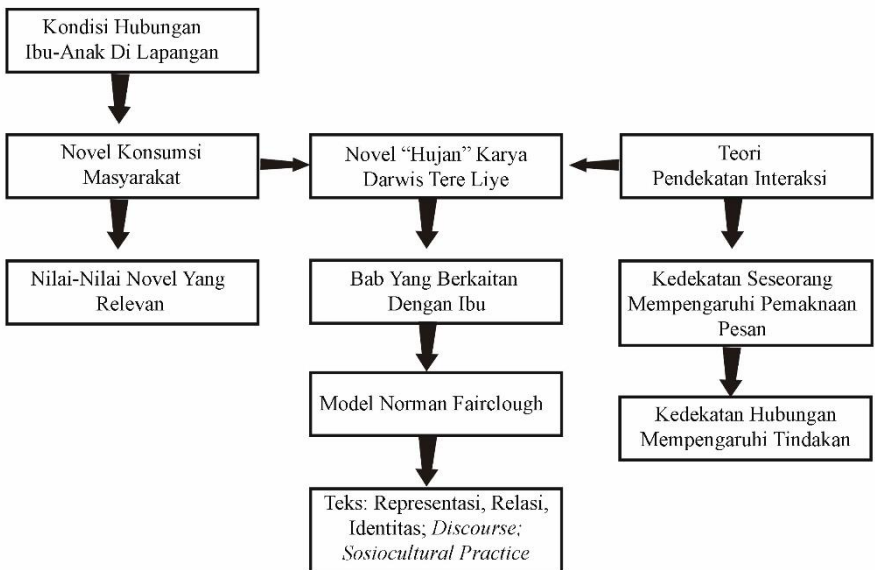 Kondisi Hubungan
Ibu-Anak Di Lapangan
Novel Konsumsi
Masyarakat
Novel “Hujan” Karya
Darwis Tere Liye
Teori
Pendekatan Interaksi
Nilai-Nilai Novel Yang
Relevan
Bab Yang Berkaitan
Dengan Ibu
Kedekatan Seseorang
Mempengaruhi Pemaknaan
Pesan
Model Norman Fairclough
Kedekatan Hubungan
Mempengaruhi Tindakan
Teks: Representasi, Relasi,
Identitas; Discourse;
Sosiocultural Practice